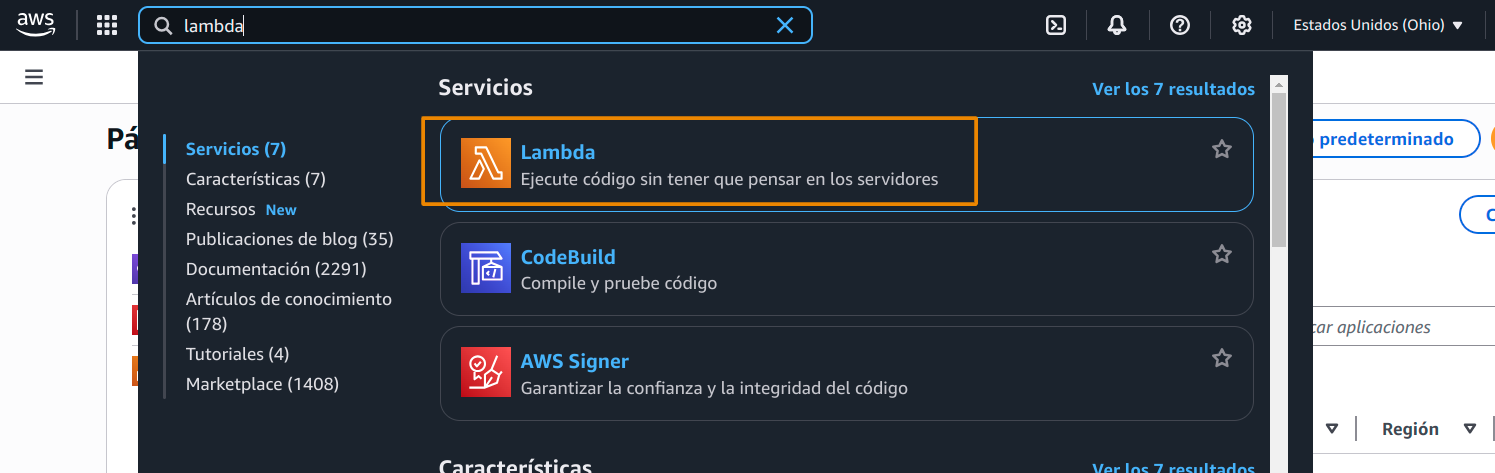 aws
lambda
Estados Unidos (Ohio)
Servicios
Ver los 7 resultados
Pá
Servicios (7)
Características (7)
Recursos New
Publicaciones de blog (35)
Documentación (2291)
Artículos de conocimiento
(178)
Tutoriales (4)
Marketplace (1408)
Lambda
Ejecute código sin tener que pensar en los servidores
CodeBuild
Compile y pruebe código
AWS Signer
Garantizar la confianza y la integridad del código
Características
Ver los 7 resultados
predeterminado
car aplicaciones
Región